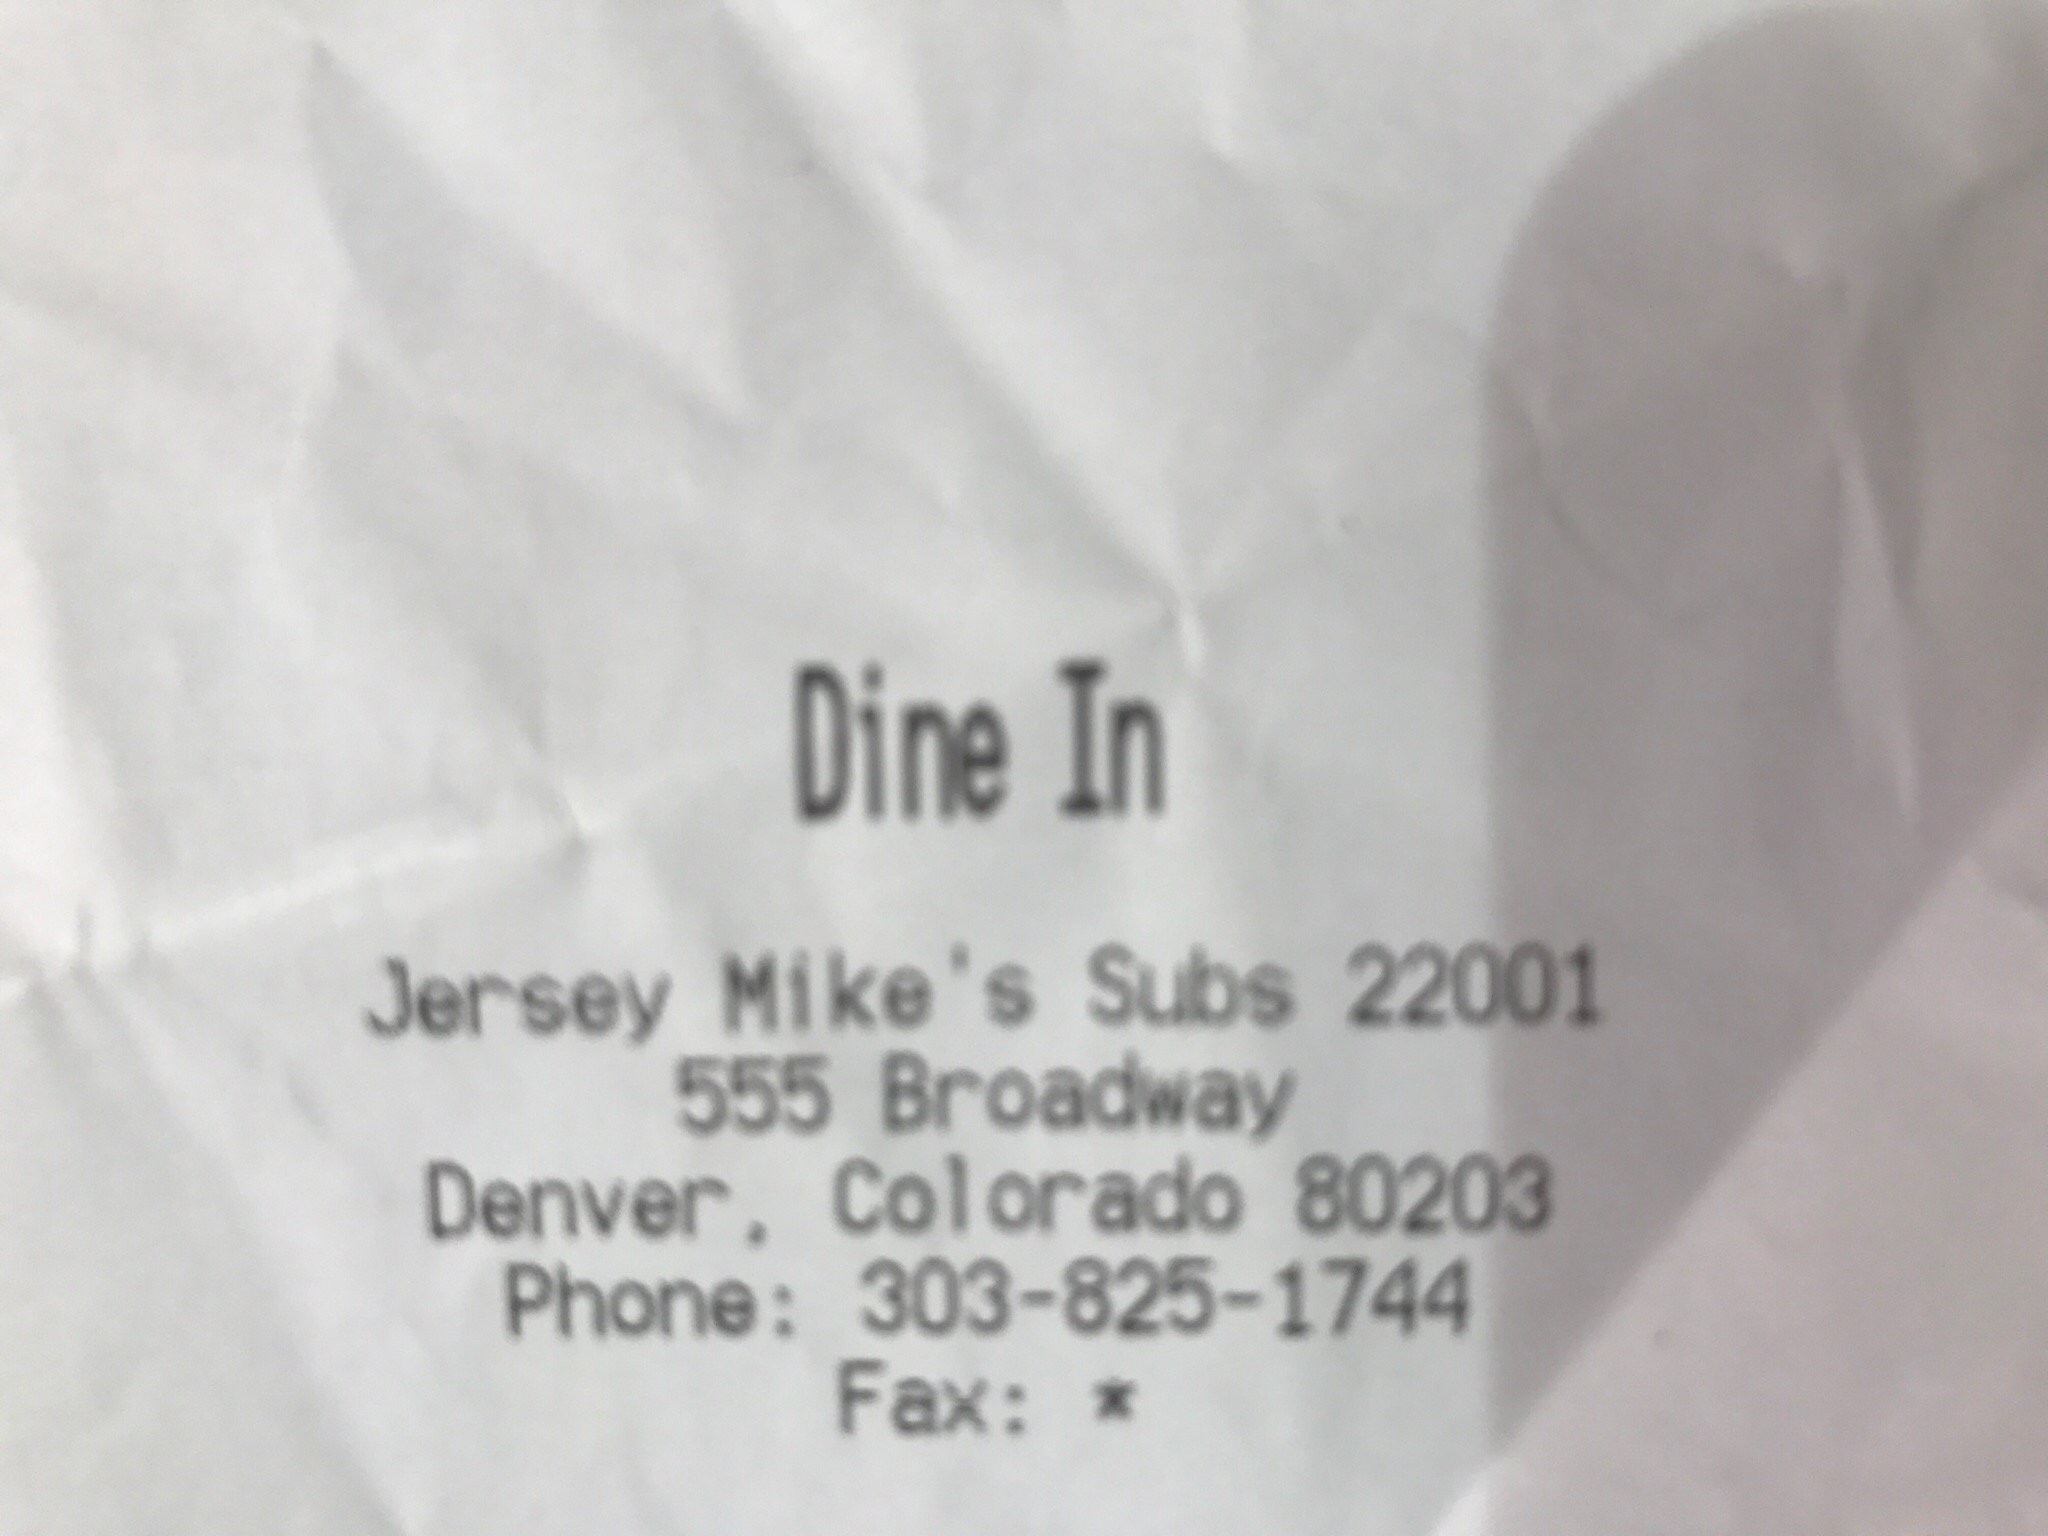 Dine In
Jersey Mike's Subs 22001
555 Broadway
Denver, Colorado 80203
Phone: 303-825-1744
Fax: *